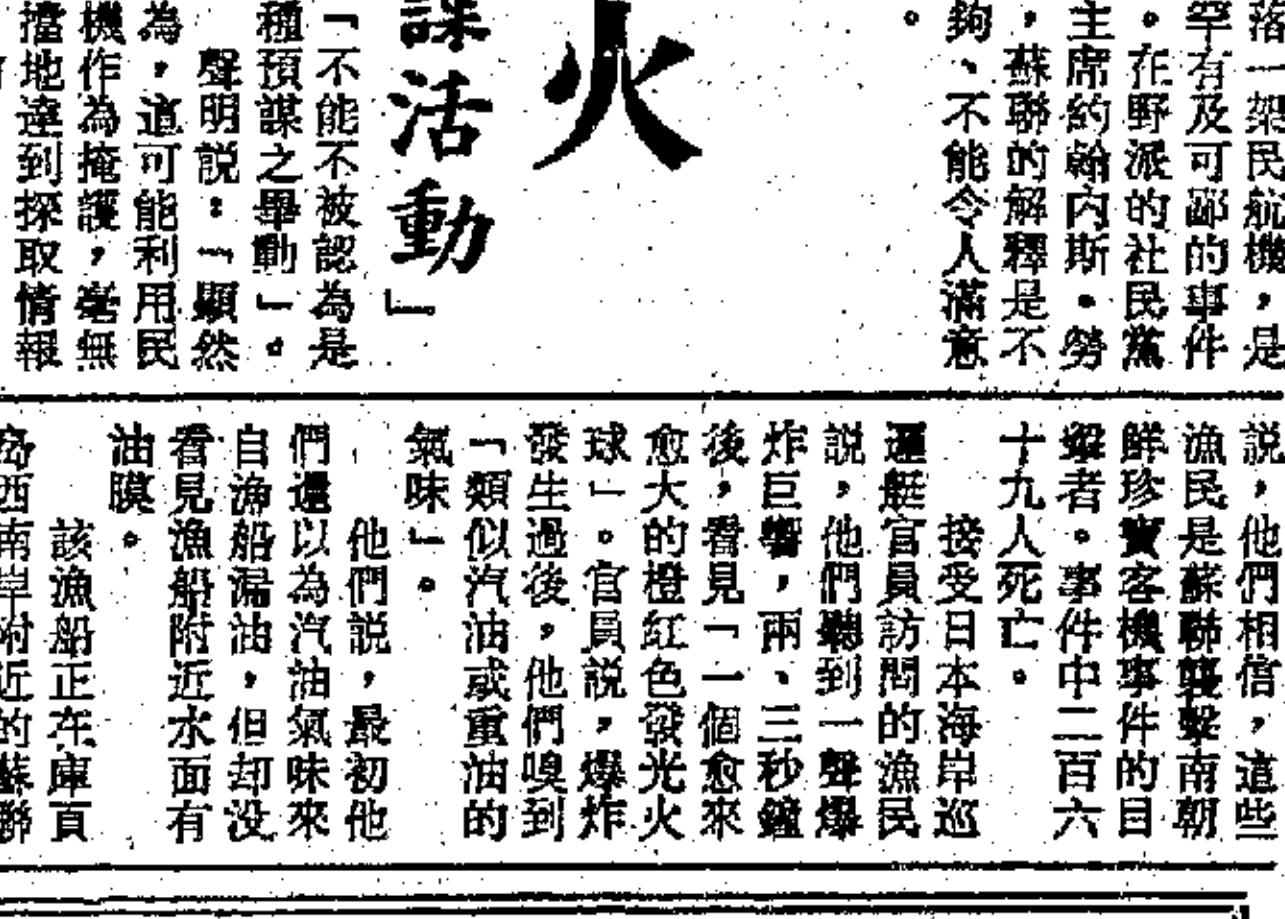 落一架民航機，是
罕有及可鄙的事件
。在野派的社民黨
主席約翰內斯·勞
，蘇聯的解釋是不
夠、不能令人滿意
。
火
謀活動」
「不能不被認為是
種預謀之舉動」。
聲明説：「顯然
為，這可能利用民
機作為掩護，毫無
擋地達到探取情報
説，他們相信，這些
漁民是蘇聯襲擊南朝
鮮珍寶客機事件的目
擊者。事件中二百六
十九人死亡。
接受日本海岸巡
邏艇官員訪問的漁民
説，他們聽到一聲爆
炸巨響，兩、三秒鐘
後，看見「一個愈來
愈大的橙紅色發光火
球」。官員説，爆炸
發生過後，他們嗅到
「類似汽油或重油的
氣味」。
他們説，最初他
們還以為汽油氣味來
自漁船漏油，但却没
看見漁船附近水面有
油膜。
該漁船正在庫頁
西南岸附近的蘇聯